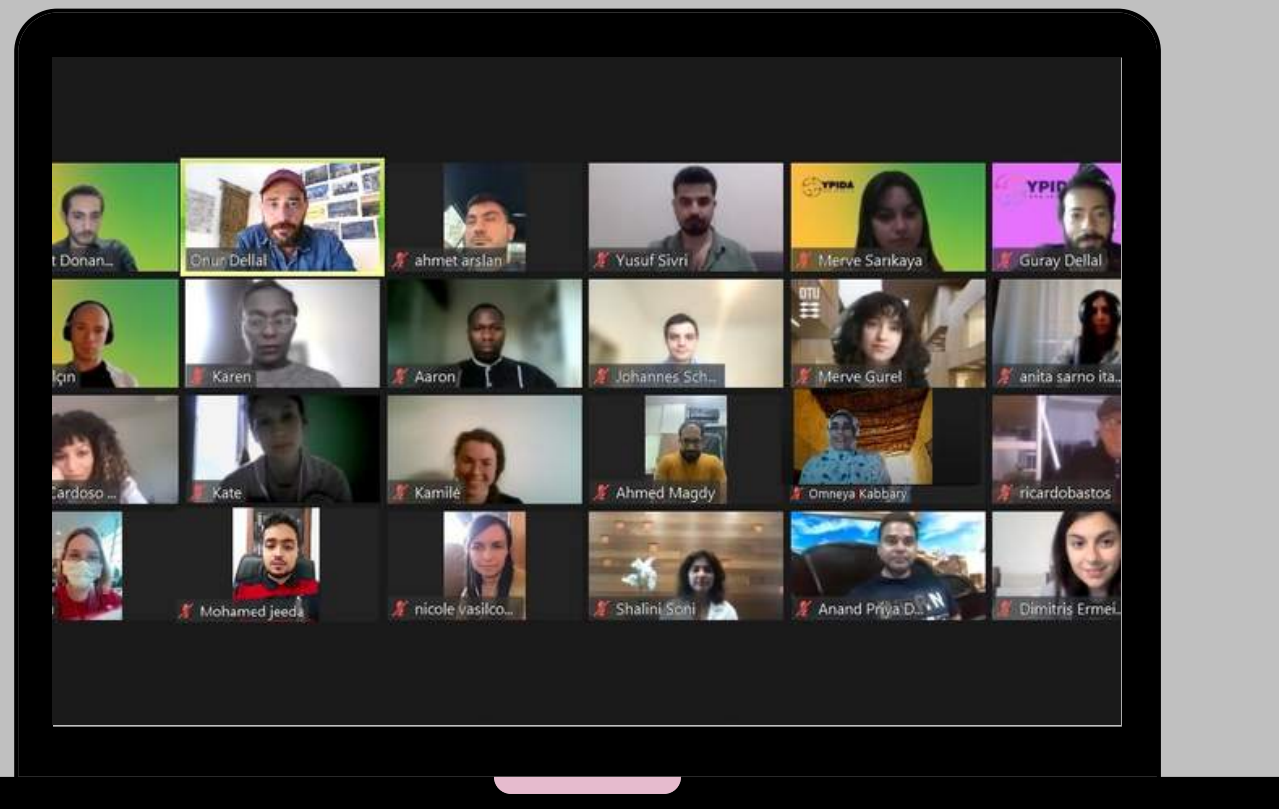 t Donan...
Onur Dellal
ahmet arslan
Yusuf Sivri
YPIDA
Merve Sarıkaya
YPID
Guray Dellal
lçın
Karen
Aaron
Johannes Sch...
DTU
Merve Gurel
anita sarno ita...
Cardoso ...
Kate
Kamilė
Ahmed Magdy
Omneya Kabbary
ricardobastos
Mohamed jeeda
nicole vasilco...
Shalini Soni
Anand Priya D...
Dimitris Ermei...